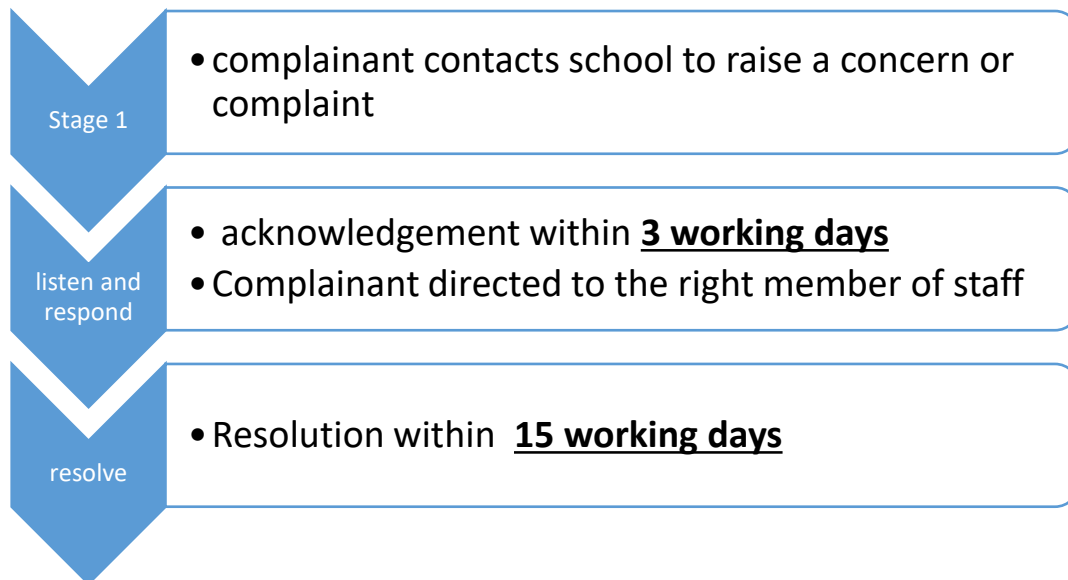 Stage 1
• complainant contacts school to raise a concern or
complaint
listen and
respond
• acknowledgement within 3 working days
• Complainant directed to the right member of staff
resolve
• Resolution within 15 working days